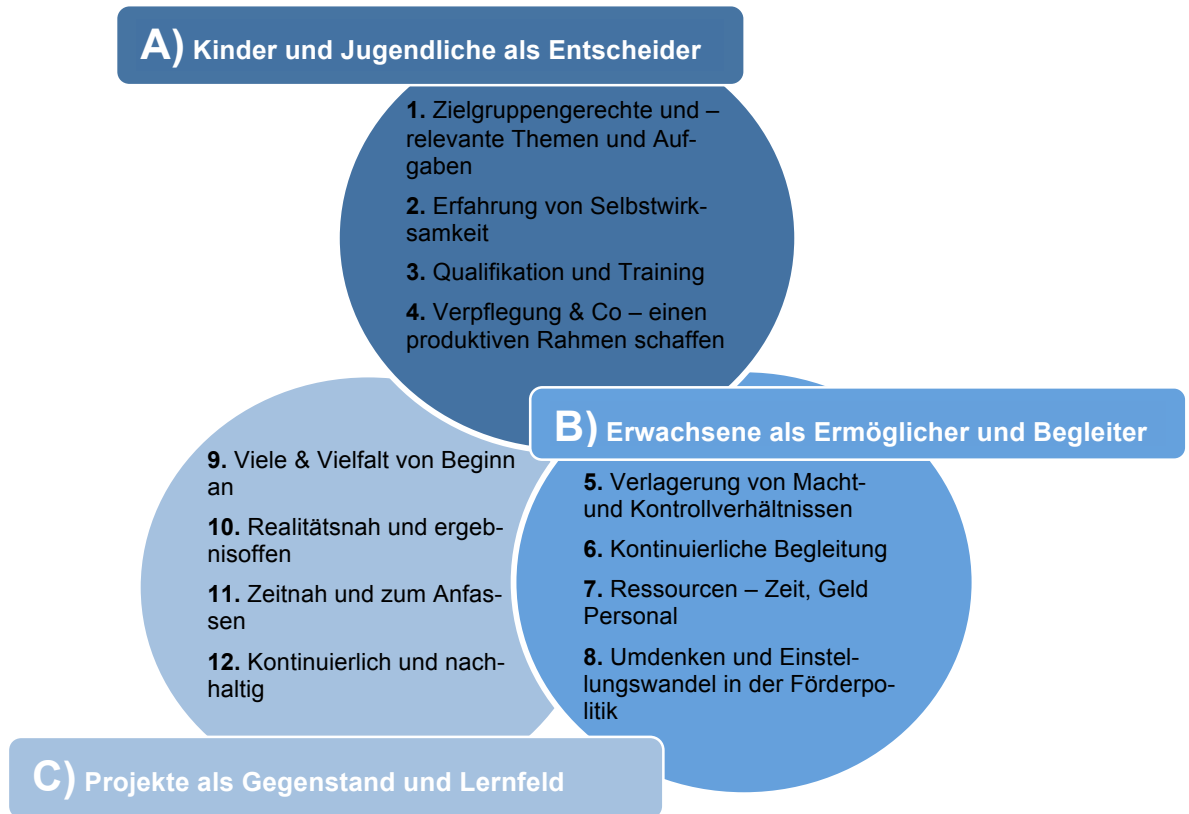 A) Kinder und Jugendliche als Entscheider
1. Zielgruppengerechte und –
relevante Themen und Auf-
gaben
2. Erfahrung von Selbstwirk-
samkeit
3. Qualifikation und Training
4. Verpflegung & Co – einen
produktiven Rahmen schaffen
B) Erwachsene als Ermöglicher und Begleiter
5. Verlagerung von Macht-
und Kontrollverhältnissen
6. Kontinuierliche Begleitung
7. Ressourcen – Zeit, Geld
Personal
8. Umdenken und Einstel-
lungswandel in der Förderpo-
litik
9. Viele & Vielfalt von Beginn
an
10. Realitätsnah und ergeb-
nisoffen
11. Zeitnah und zum Anfas-
sen
12. Kontinuierlich und nach-
haltig
C) Projekte als Gegenstand und Lernfeld